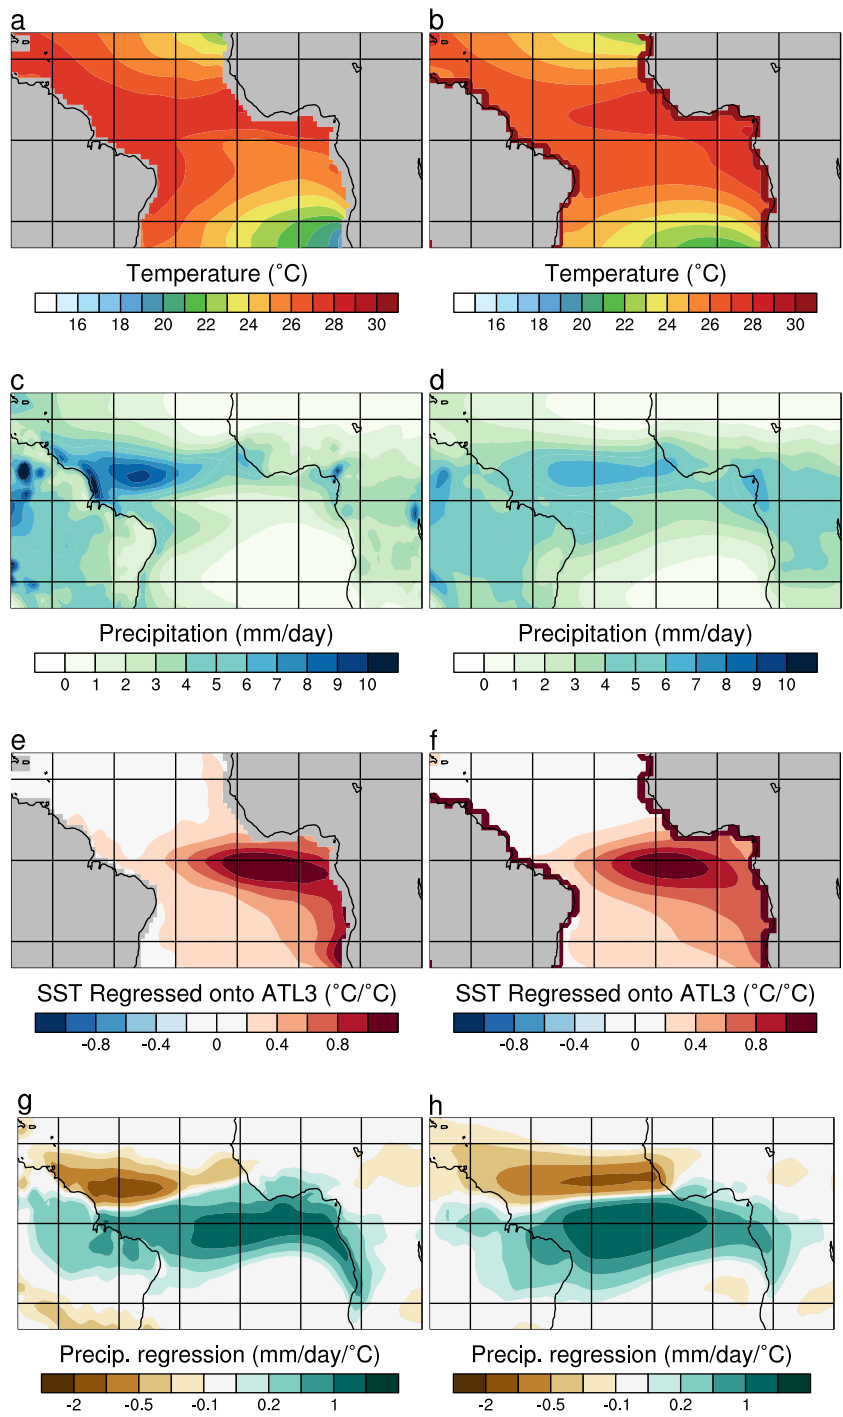 a b
Temperature (°C) Temperature (°C)
16 18 20 22 24 26 28 30 16 18 20 22 24 26 28 30
c d
Precipitation (mm/day) Precipitation (mm/day)
0 1 2 3 4 5 6 7 8 9 10 0 1 2 3 4 5 6 7 8 9 10
e f
SST Regressed onto ATL3 (°C/°C) SST Regressed onto ATL3 (°C/°C)
-0.8 -0.4 0 0.4 0.8 -0.8 -0.4 0 0.4 0.8
g h
Precip. regression (mm/day/°C) Precip. regression (mm/day/°C)
-2 -0.5 -0.1 0.2 1 -2 -0.5 -0.1 0.2 1